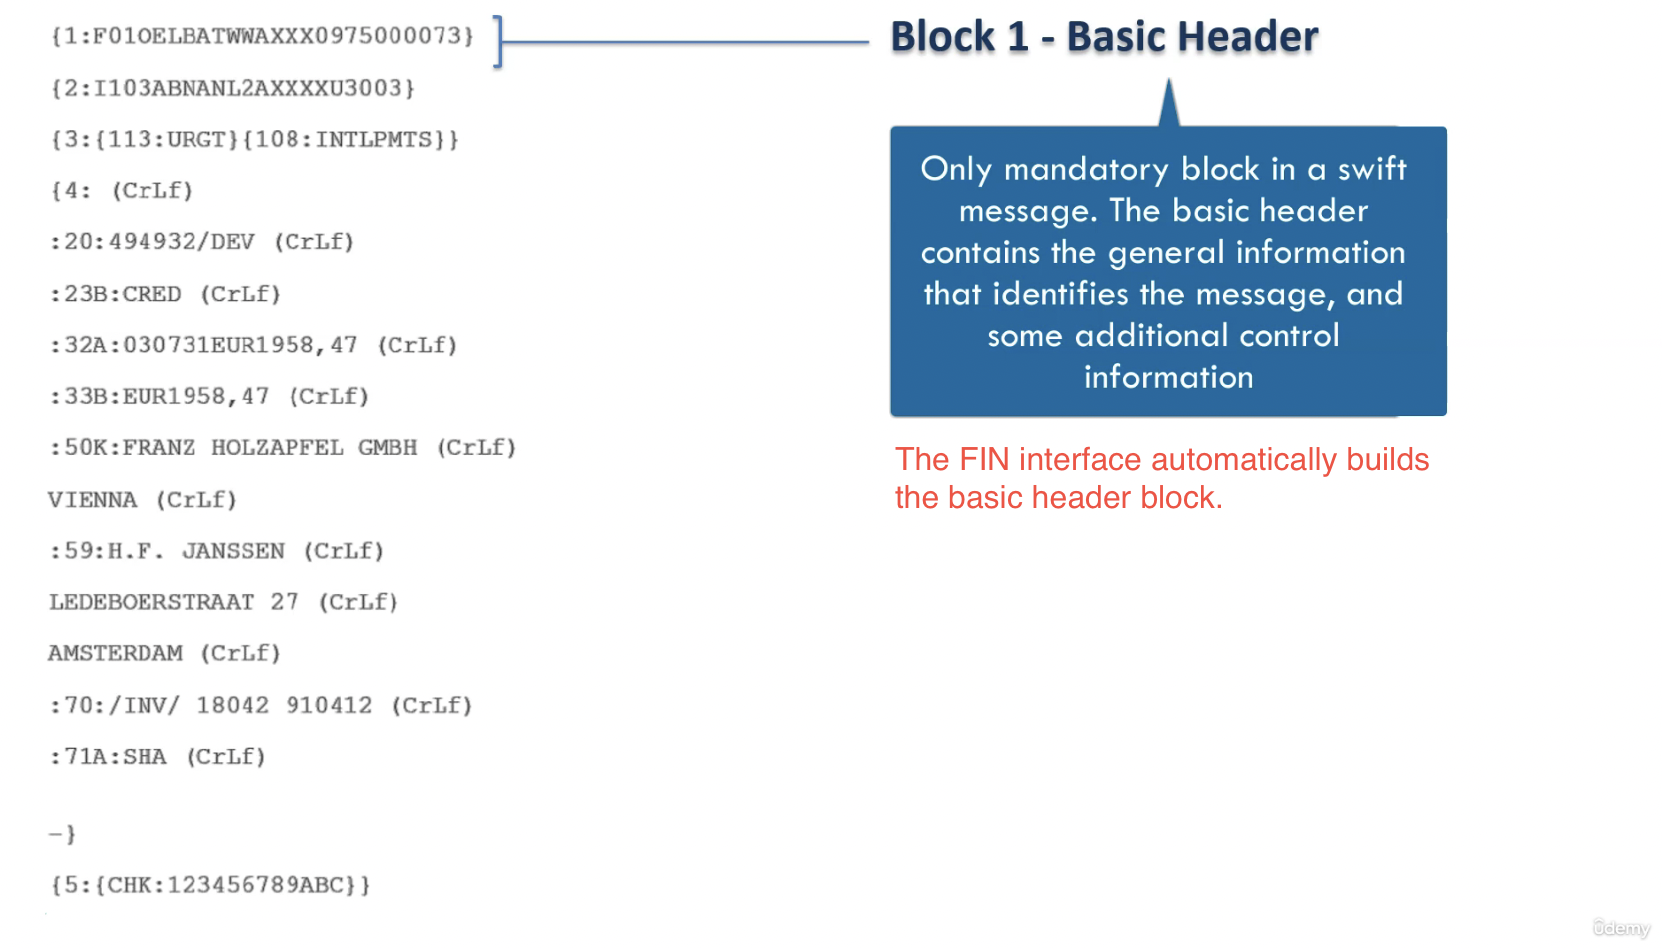 {1:F01OELBATWWAXXX0975000073}
{2:I103ABNANL2AXXXXU3003}
{3:{113:URGT}{108:INTLPMTS}}
{4: (CrLf)
:20:494932/DEV (CrLf)
:23B:CRED (CrLf)
:32A:030731EUR1958,47 (CrLf)
:33B:EUR1958,47 (CrLf)
:50K:FRANZ HOLZAPFEL GMBH (CrLf)
VIENNA (CrLf)
:59:H.F. JANSSEN (CrLf)
LEDEBOERSTRAAT 27 (CrLf)
AMSTERDAM (CrLf)
:70:/INV/ 18042 910412 (CrLf)
:71A:SHA (CrLf)
–}
{5:{CHK:123456789ABC}}
Block 1 - Basic Header
Only mandatory block in a swift
message. The basic header
contains the general information
that identifies the message, and
some additional control
information
The FIN interface automatically builds
the basic header block.
ûdemy